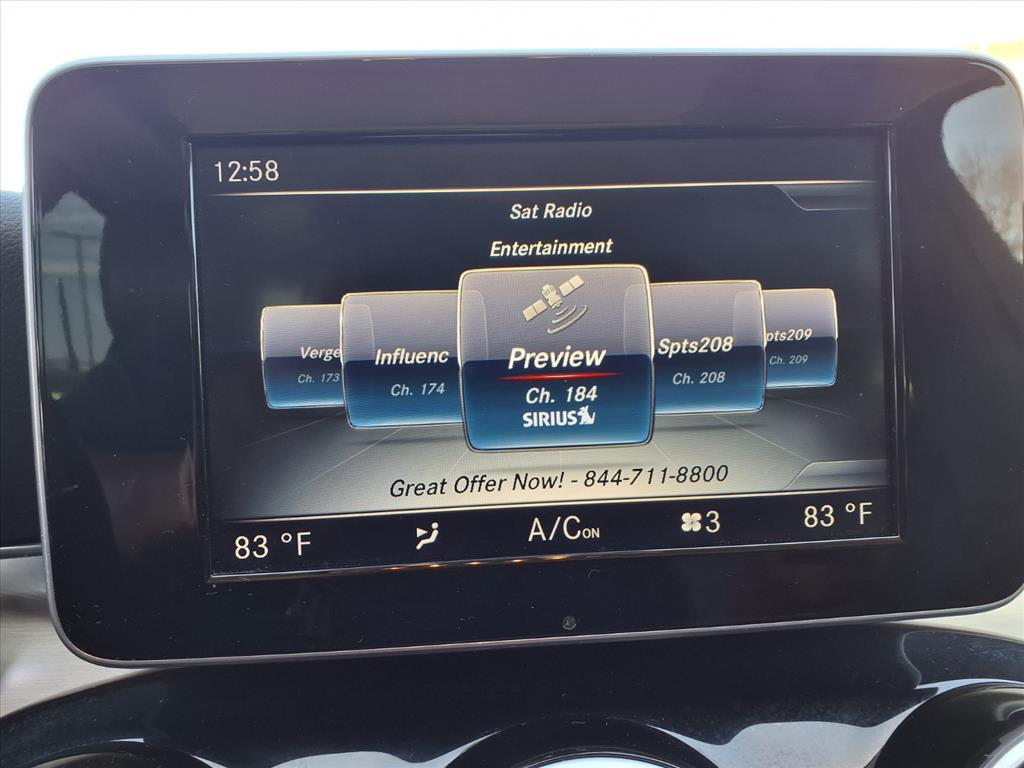 12:58
Sat Radio
Entertainment
Verge
Ch. 173
Influenc
Ch. 174
Preview
Ch. 184
SIRIUS
Spts208
Ch. 208
pts209
Ch. 209
Great Offer Now! - 844-711-8800
83 °F
A/C ON
3
83 °F